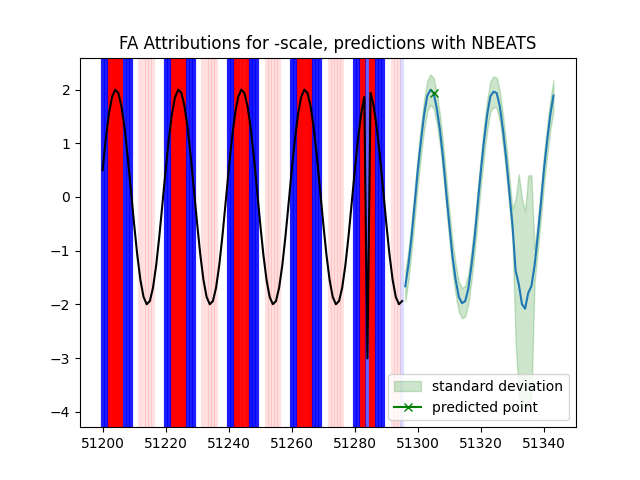 FA Attributions for -scale, predictions with NBEATS
2
1
0
−1
−2
−3
−4
standard deviation
predicted point
51200 51220 51240 51260 51280 51300 51320 51340